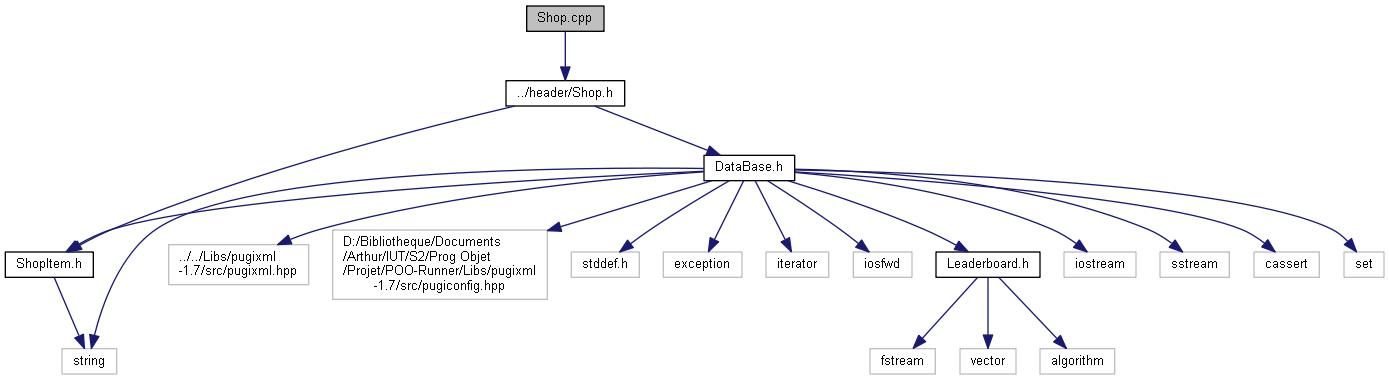 Shop.cpp
../header/Shop.h
DataBase.h
ShopItem.h
../../Libs/pugixml
-1.7/src/pugixml.hpp
D:/Bibliotheque/Documents
/Arthur/IUT/S2/Prog Objet
/Projet/POO-Runner/Libs/pugixml
-1.7/src/pugiconfig.hpp
stddef.h
exception
iterator
iosfwd
Leaderboard.h
iostream
sstream
cassert
set
string
fstream
vector
algorithm